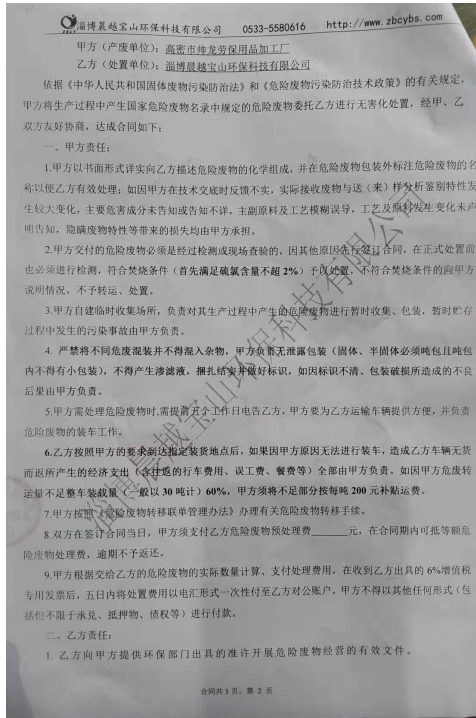 淄博晨越宝山环保科技有限公司 0533-5580616 http://www.zbcybs.com
甲方（产废单位）：高密市帅龙劳保用品加工厂
乙方（处置单位）：淄博晨越宝山环保科技有限公司
依据《中华人民共和国固体废物污染防治法》和《危险废物污染防治技术政策》的有关规定，
甲方将生产过程中产生国家危险废物名录中规定的危险废物委托乙方进行无害化处置，经甲、乙
双方友好协商，达成合同如下：
一、甲方责任：
1.甲方以书面形式详实向乙方描述危险废物的化学组成，并在危险废物包装外标注危险废物的名
称以便乙方有效处理；如因甲方在技术交底时反馈不实，实际接收废物与送（来）样分析鉴别特性发
生较大变化，主要危害成分未告知或告知不详，主副原料及工艺模糊误导，工艺及原料发生变化未声
明告知，隐瞒废物特性等带来的损失均由甲方承担。
2.甲方交付的危险废物必须是经过检测或现场查验的，因其他原因先行签订合同，在正式处置前
也必须进行检测，符合焚烧条件（首先满足硫氯含量不超 2%）予以处置，不符合焚烧条件的向甲方
说明情况，不予转运、处置。
3.甲方自建临时收集场所，负责对其生产过程中产生的危险废物进行暂时收集、包装，暂时贮存
过程中发生的污染事故由甲方负责。
4. 严禁将不同危废混装并不得混入杂物，甲方负责无泄露包装（固体、半固体必须吨包且吨包
内不得有小包装），不得产生渗滤液，捆扎结实并做好标识，如因标识不清、包装破损所造成的不良
后果由甲方负责。
5.甲方需处理危险废物时,需提前五个工作日电告乙方，甲方要为乙方运输车辆提供方便，并负责
危险废物的装车工作。
6.乙方按照甲方的要求到达指定装货地点后，如果因甲方原因无法进行装车，造成乙方车辆无货
而返所产生的经济支出（含往返的行车费用、误工费、餐费等）全部由甲方负责。如因甲方危废转
运量不足整车装载量（一般以 30 吨计）60%，甲方须将不足部分按每吨 200 元补贴运费。
7.甲方按照《危险废物转移联单管理办法》办理有关危险废物转移手续。
8.双方在签订合同当日，甲方须支付乙方危险废物预处理费______元，在合同期内可抵等额危
险废物处理费，逾期不予返还。
9.甲方根据交给乙方的危险废物的实际数量计算、支付处理费用，在收到乙方出具的 6%增值税
专用发票后，五日内将处置费用以电汇形式一次性付至乙方对公账户，甲方不得以其他任何形式（包
括但不限于承兑、抵押物、债权等）进行付款。
二、乙方责任：
1. 乙方向甲方提供环保部门出具的准许开展危险废物经营的有效文件。
合同共 3 页，第 2 页
淄博晨越宝山环保科技有限公司